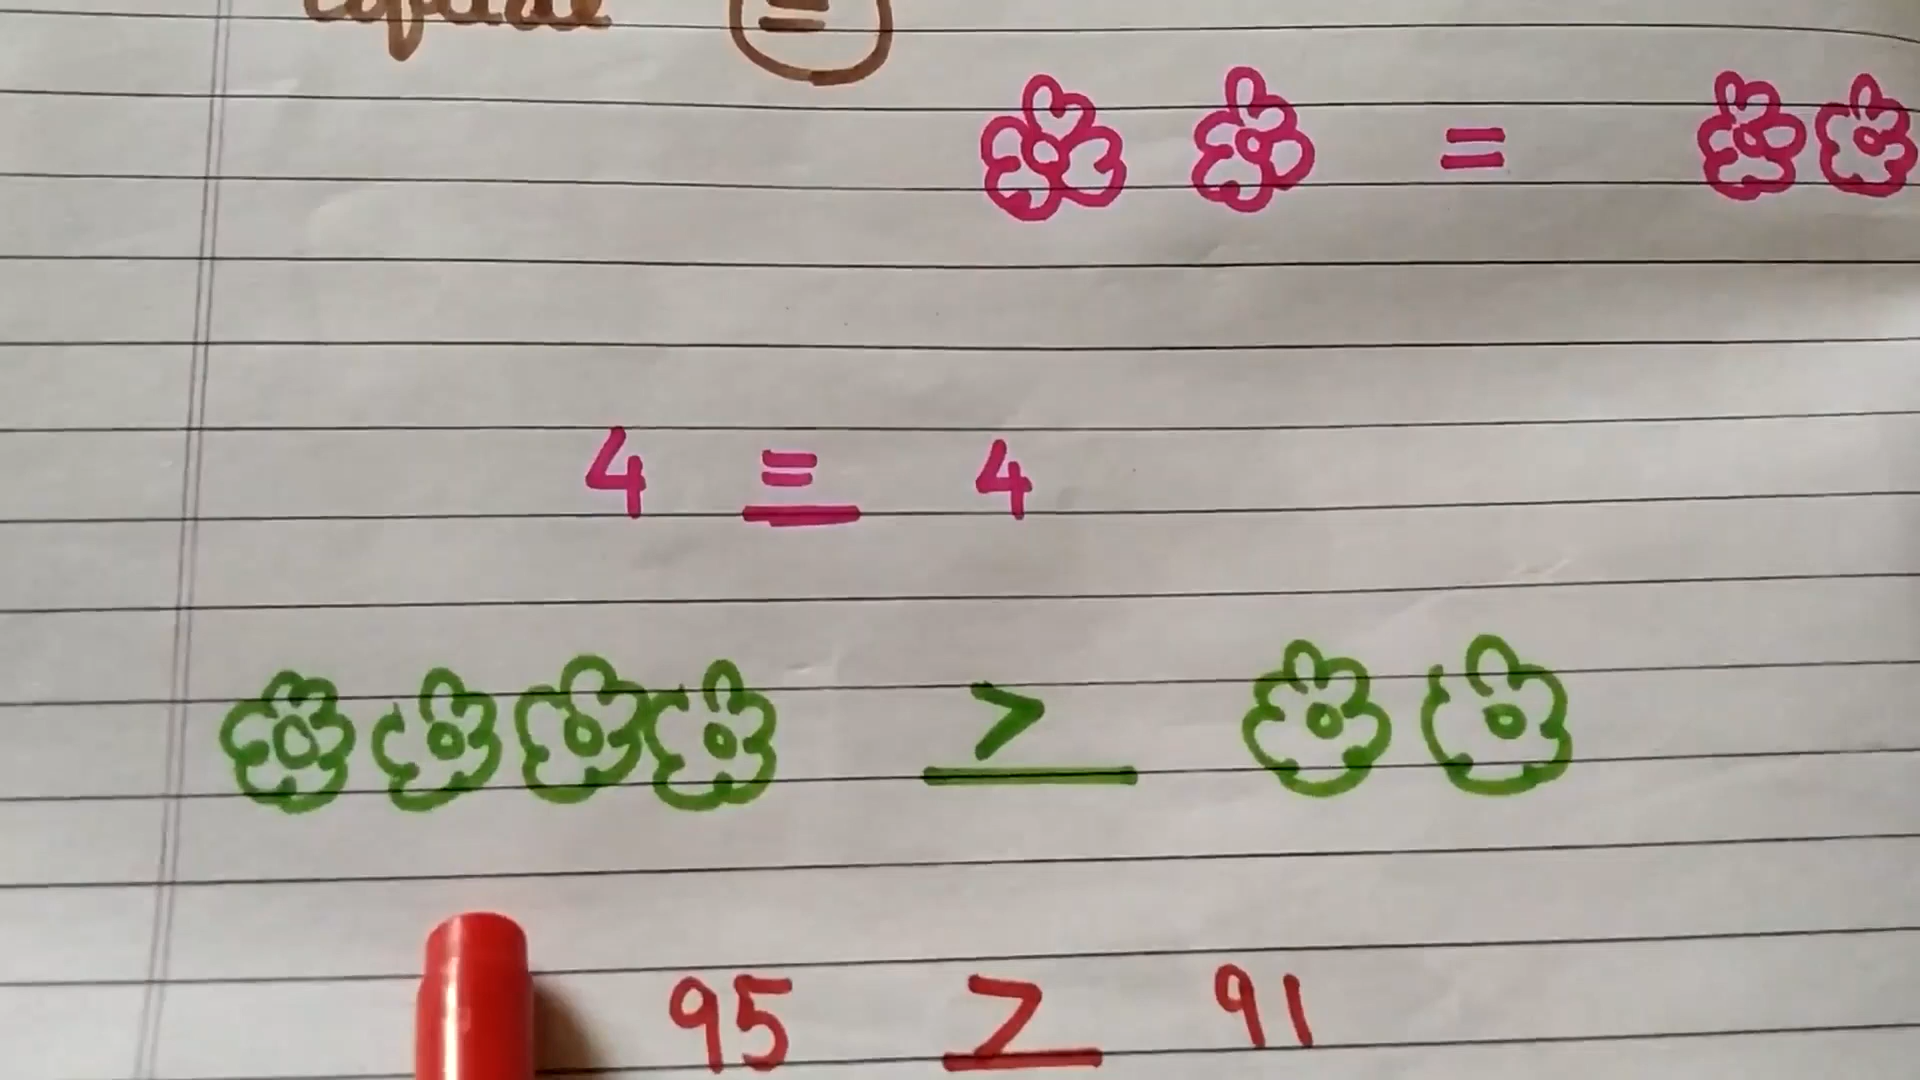 =
=
4 = 4
>
95 > 91